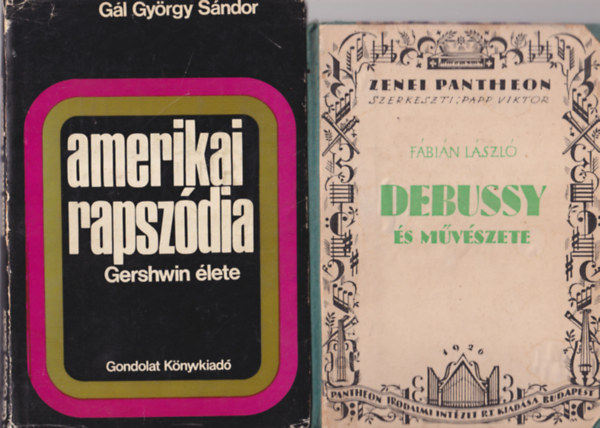 Gál György Sándor
amerikai
rapszódia
Gershwin élete
Gondolat Könyvkiadó
ZENEI PANTHEON
SZERKESZTI: PAPP VIKTOR
FÁBIÁN LÁSZLÓ
DEBUSSY
ÉS MŰVÉSZETE
1926
PANTHEON IRODALMI INTÉZET R.T. KIADÁSA BUDAPEST